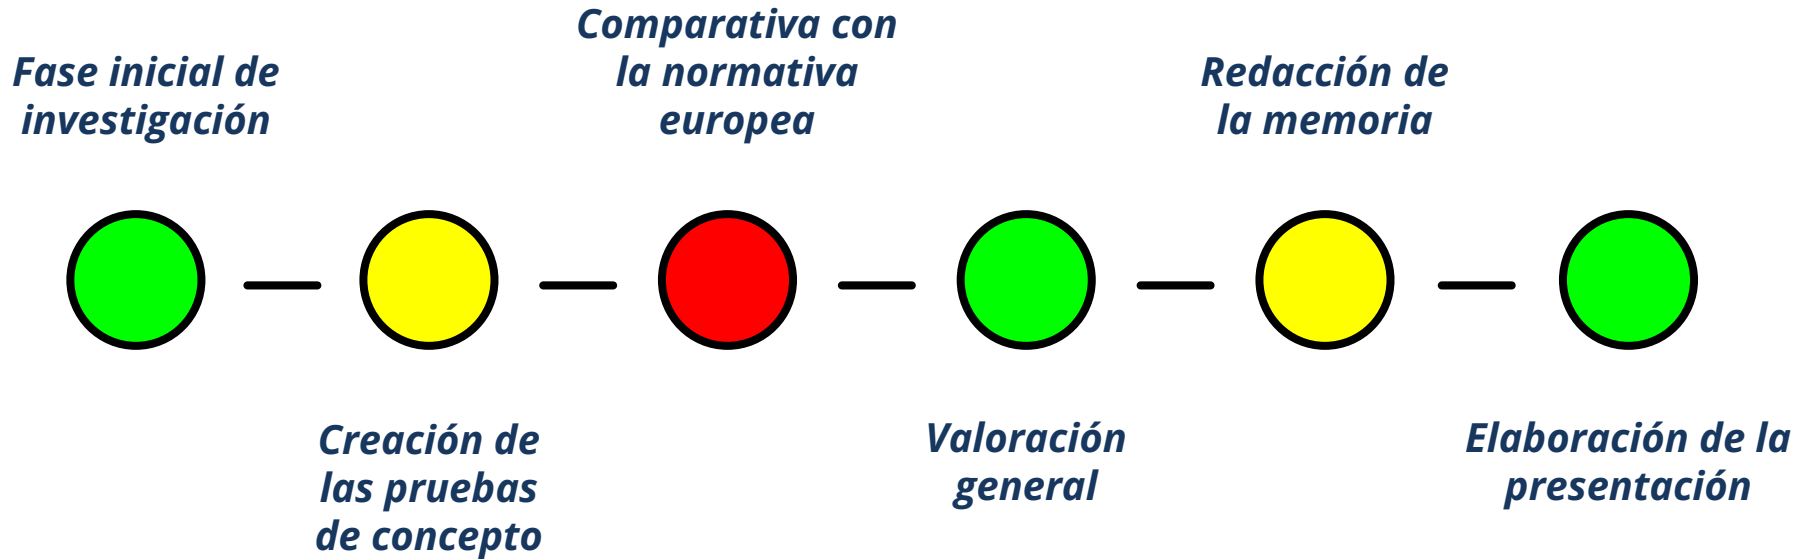 Fase inicial de
investigación
Creación de
las pruebas
de concepto
Comparativa con
la normativa
europea
Valoración
general
Redacción de
la memoria
Elaboración de la
presentación